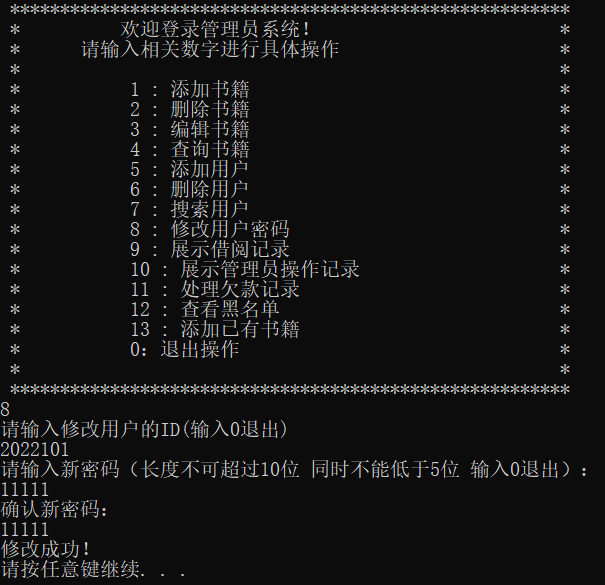 ********************************************************
* 欢迎登录管理员系统! *
* 请输入相关数字进行具体操作 *
* *
* 1 : 添加书籍 *
* 2 : 删除书籍 *
* 3 : 编辑书籍 *
* 4 : 查询书籍 *
* 5 : 添加用户 *
* 6 : 删除用户 *
* 7 : 搜索用户 *
* 8 : 修改用户密码 *
* 9 : 展示借阅记录 *
* 10 : 展示管理员操作记录 *
* 11 : 处理欠款记录 *
* 12 : 查看黑名单 *
* 13 : 添加已有书籍 *
* 0: 退出操作 *
* *
********************************************************
8
请输入修改用户的ID(输入0退出)
2022101
请输入新密码（长度不可超过10位 同时不能低于5位 输入0退出）：
11111
确认新密码：
11111
修改成功！
请按任意键继续. . .